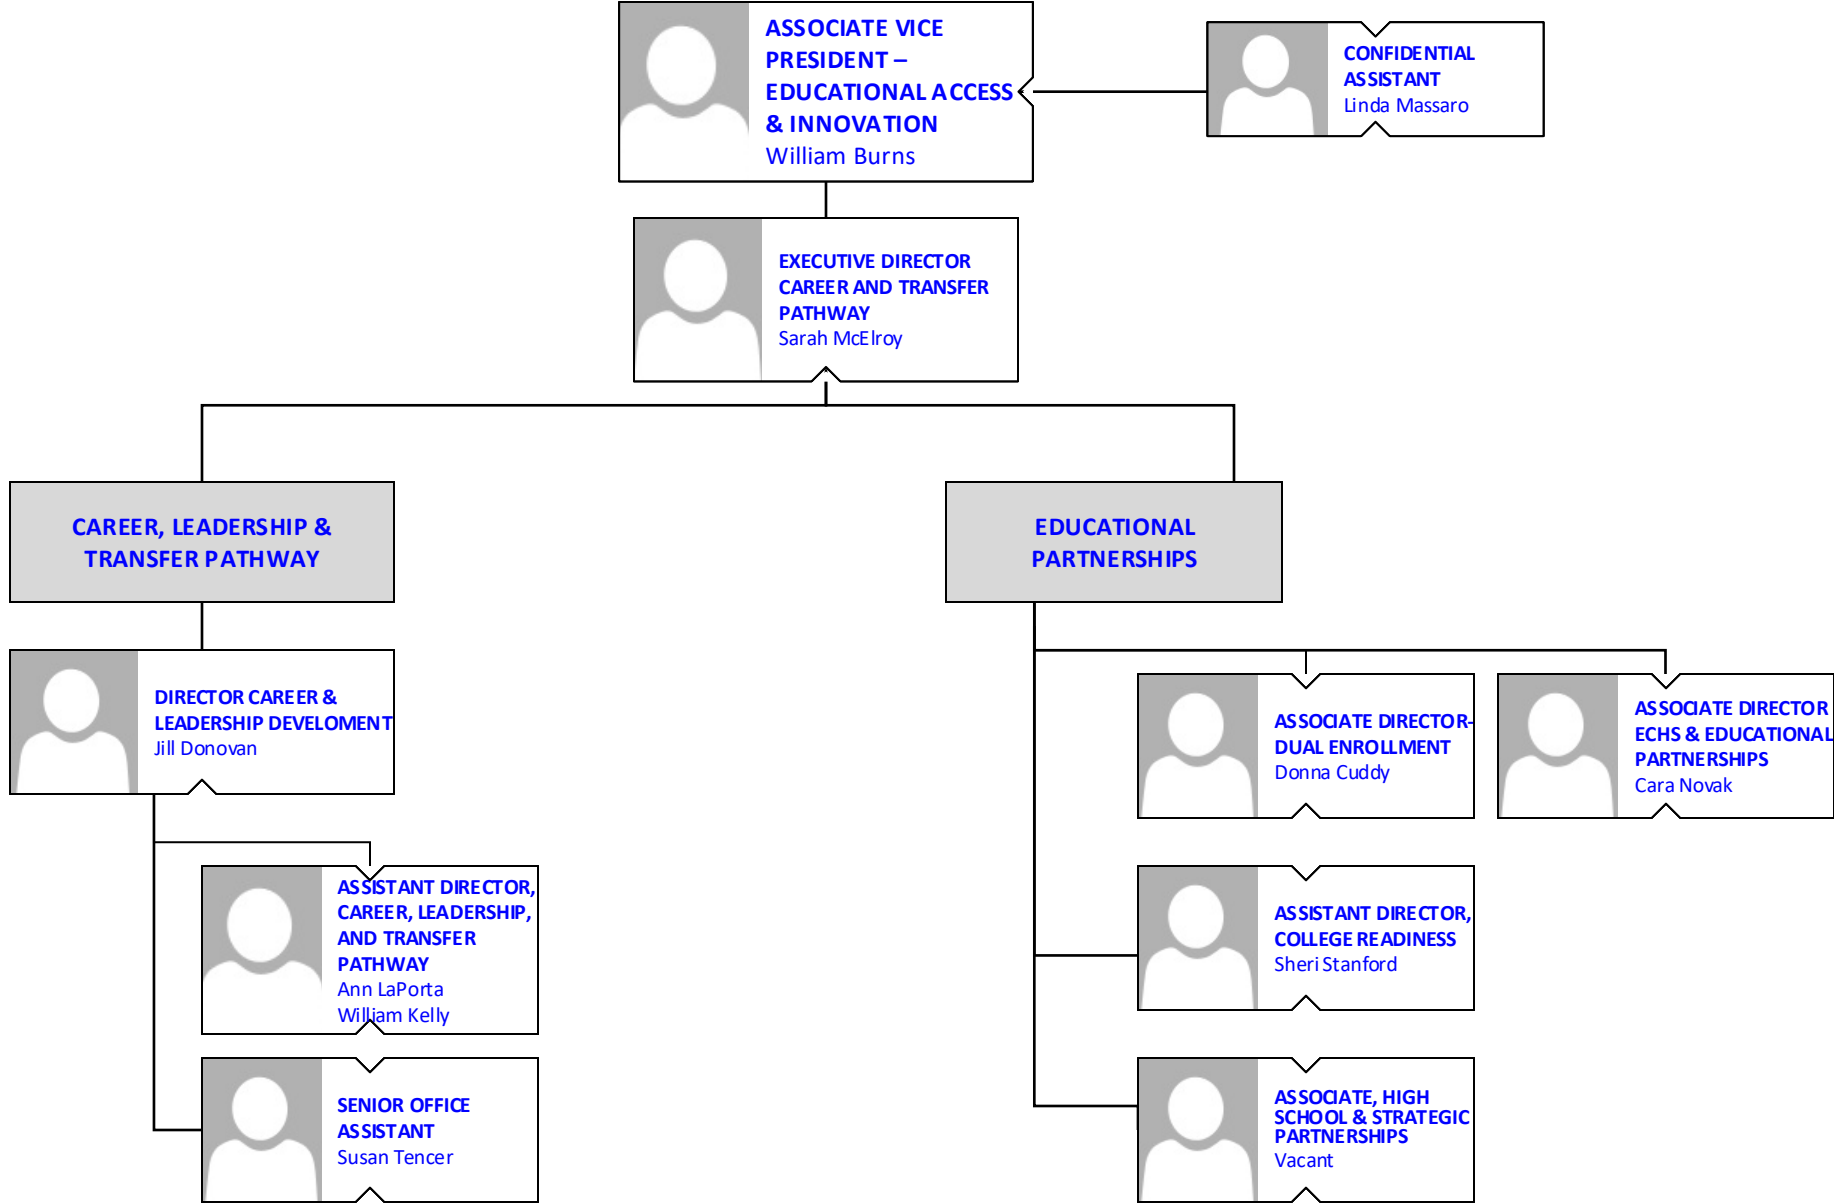 ASSOCIATE VICE
PRESIDENT –
EDUCATIONAL ACCESS
& INNOVATION
William Burns
CONFIDENTIAL
ASSISTANT
Linda Massaro
EXECUTIVE DIRECTOR
CAREER AND TRANSFER
PATHWAY
Sarah McElroy
CAREER, LEADERSHIP &
TRANSFER PATHWAY
EDUCATIONAL
PARTNERSHIPS
DIRECTOR CAREER &
LEADERSHIP DEVELOMENT
Jill Donovan
ASSOCIATE DIRECTOR-
DUAL ENROLLMENT
Donna Cuddy
ASSOCIATE DIRECTOR
ECHS & EDUCATIONAL
PARTNERSHIPS
Cara Novak
ASSISTANT DIRECTOR,
CAREER, LEADERSHIP,
AND TRANSFER
PATHWAY
Ann LaPorta
William Kelly
ASSISTANT DIRECTOR,
COLLEGE READINESS
Sheri Stanford
SENIOR OFFICE
ASSISTANT
Susan Tencer
ASSOCIATE, HIGH
SCHOOL & STRATEGIC
PARTNERSHIPS
Vacant